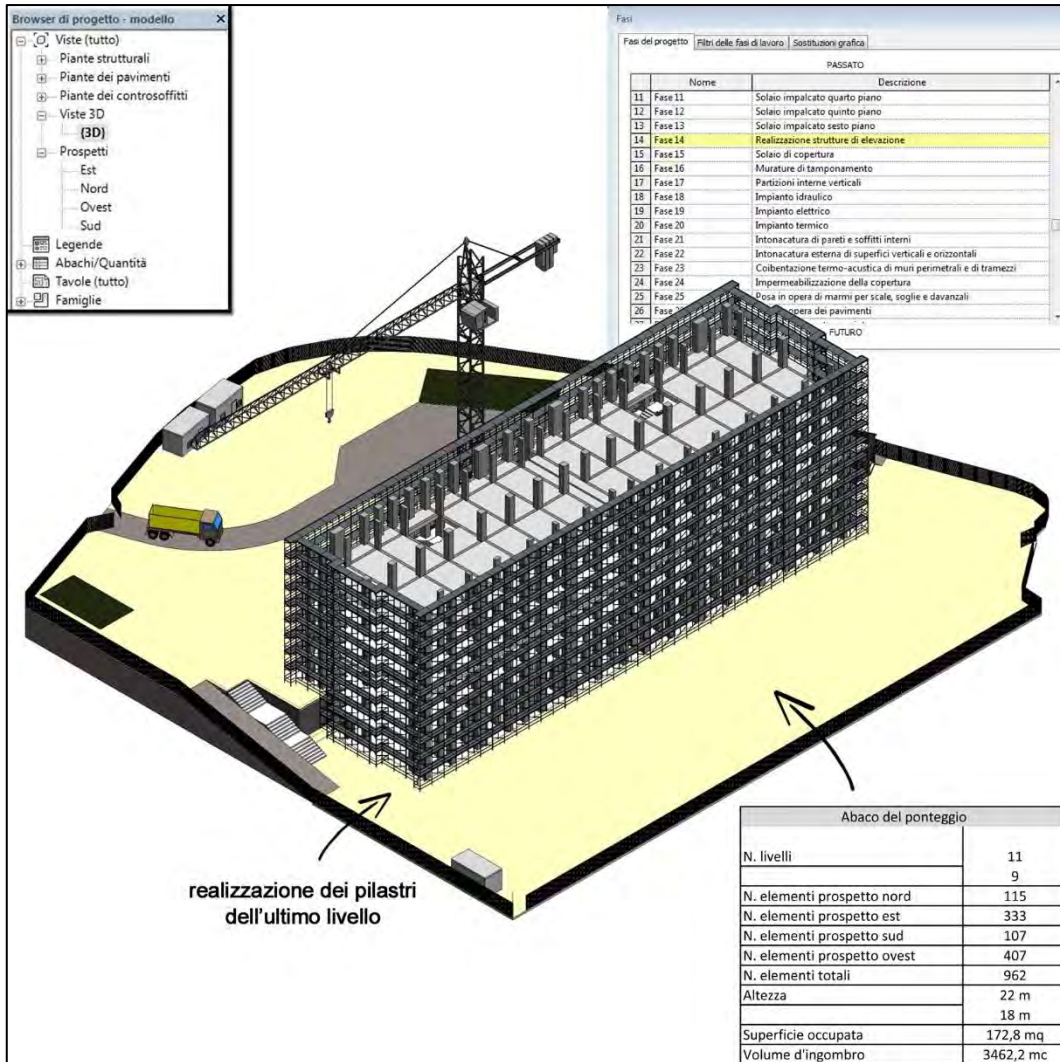 Browser di progetto - modello
Viste (tutto)
Piante strutturali
Piante dei pavimenti
Piante dei controsoffitti
Viste 3D
{3D}
Prospetti
Est
Nord
Ovest
Sud
Legende
Abachi/Quantità
Tavole (tutto)
Famiglie
Fasi
Fasi del progetto Filtri delle fasi di lavoro Sostituzioni grafica
PASSATO
Nome Descrizione
11 Fase 11 Solaio impalcato quarto piano
12 Fase 12 Solaio impalcato quinto piano
13 Fase 13 Solaio impalcato sesto piano
14 Fase 14 Realizzazione strutture di elevazione
15 Fase 15 Solaio di copertura
16 Fase 16 Murature di tamponamento
17 Fase 17 Partizioni interne verticali
18 Fase 18 Impianto idraulico
19 Fase 19 Impianto elettrico
20 Fase 20 Impianto termico
21 Fase 21 Intonacatura di pareti e soffitti interni
22 Fase 22 Intonacatura esterna di superfici verticali e orizzontali
23 Fase 23 Coibentazione termo-acustica di muri perimetrali e di tramezzi
24 Fase 24 Impermeabilizzazione della copertura
25 Fase 25 Posa in opera di marmi per scale, soglie e davanzali
26 Fase opera dei pavimenti
FUTURO
realizzazione dei pilastri
dell'ultimo livello
Abaco del ponteggio
N. livelli 11
9
N. elementi prospetto nord 115
N. elementi prospetto est 333
N. elementi prospetto sud 107
N. elementi prospetto ovest 407
N. elementi totali 962
Altezza 22 m
18 m
Superficie occupata 172,8 mq
Volume d'ingombro 3462,2 mc